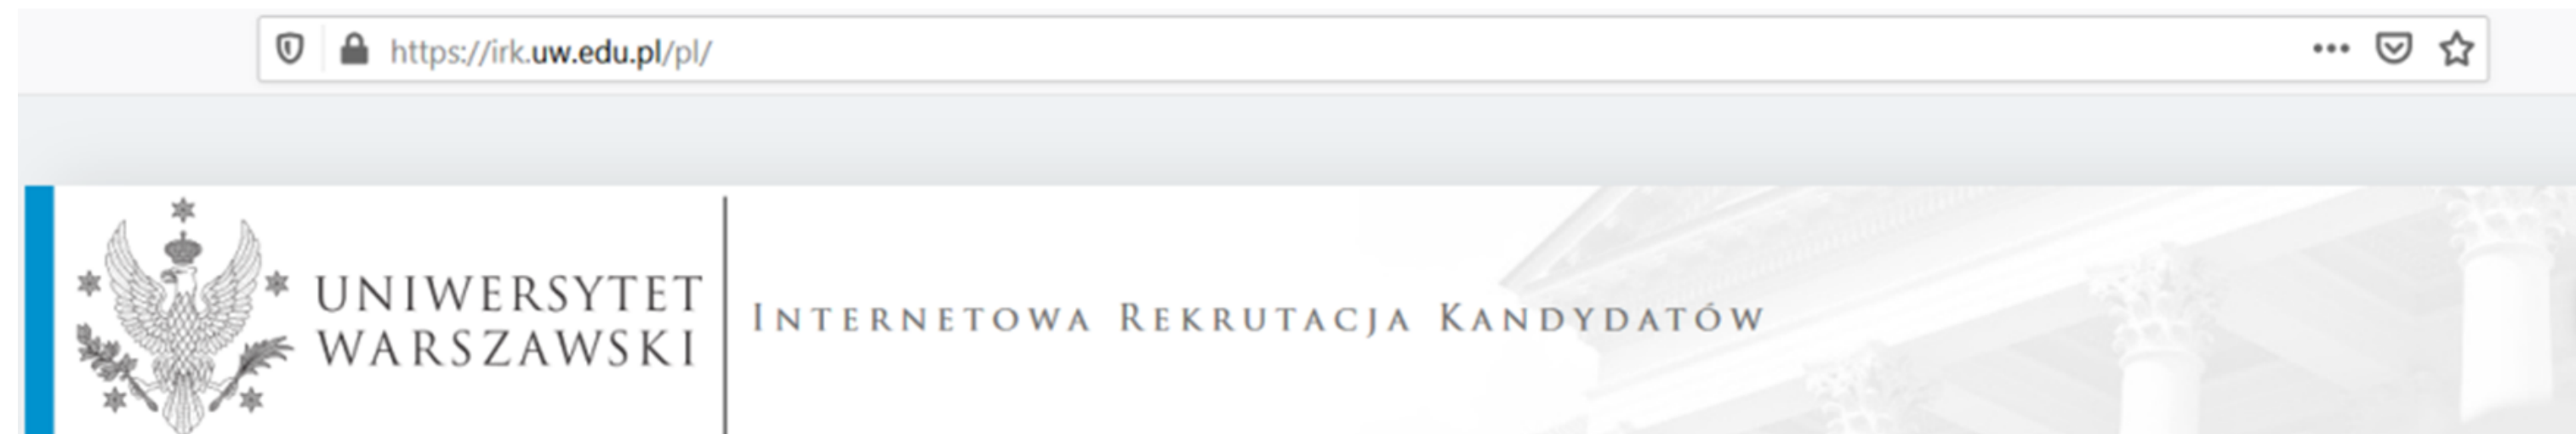 https://irk.uw.edu.pl/pl/
UNIWERSYTET
WARSZAWSKI
INTERNETOWA REKRUTACJA KANDYDATÓW